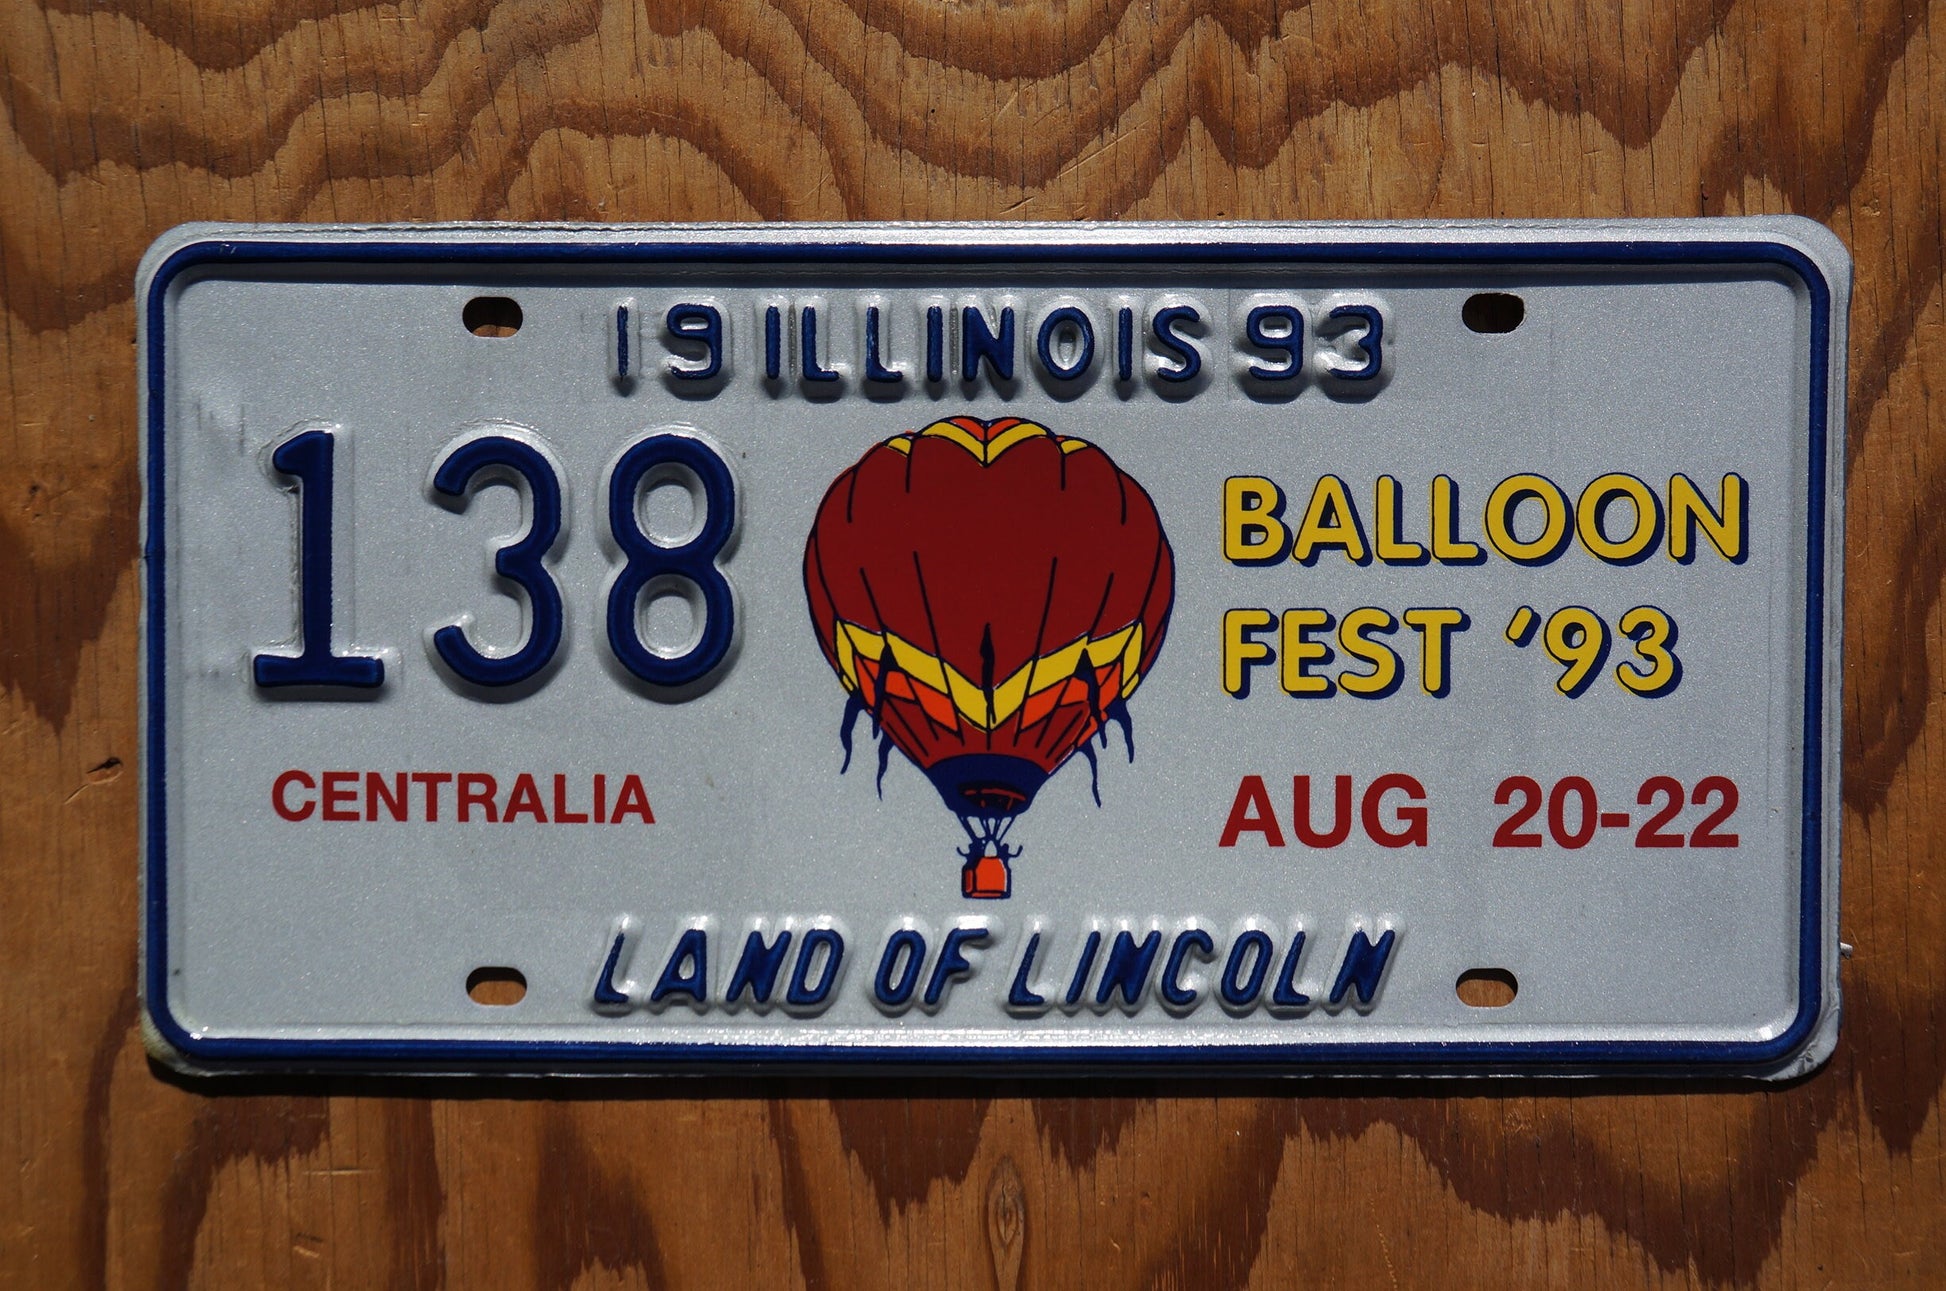 19 ILLINOIS 93
138
BALLOON
FEST '93
CENTRALIA
AUG 20-22
LAND OF LINCOLN